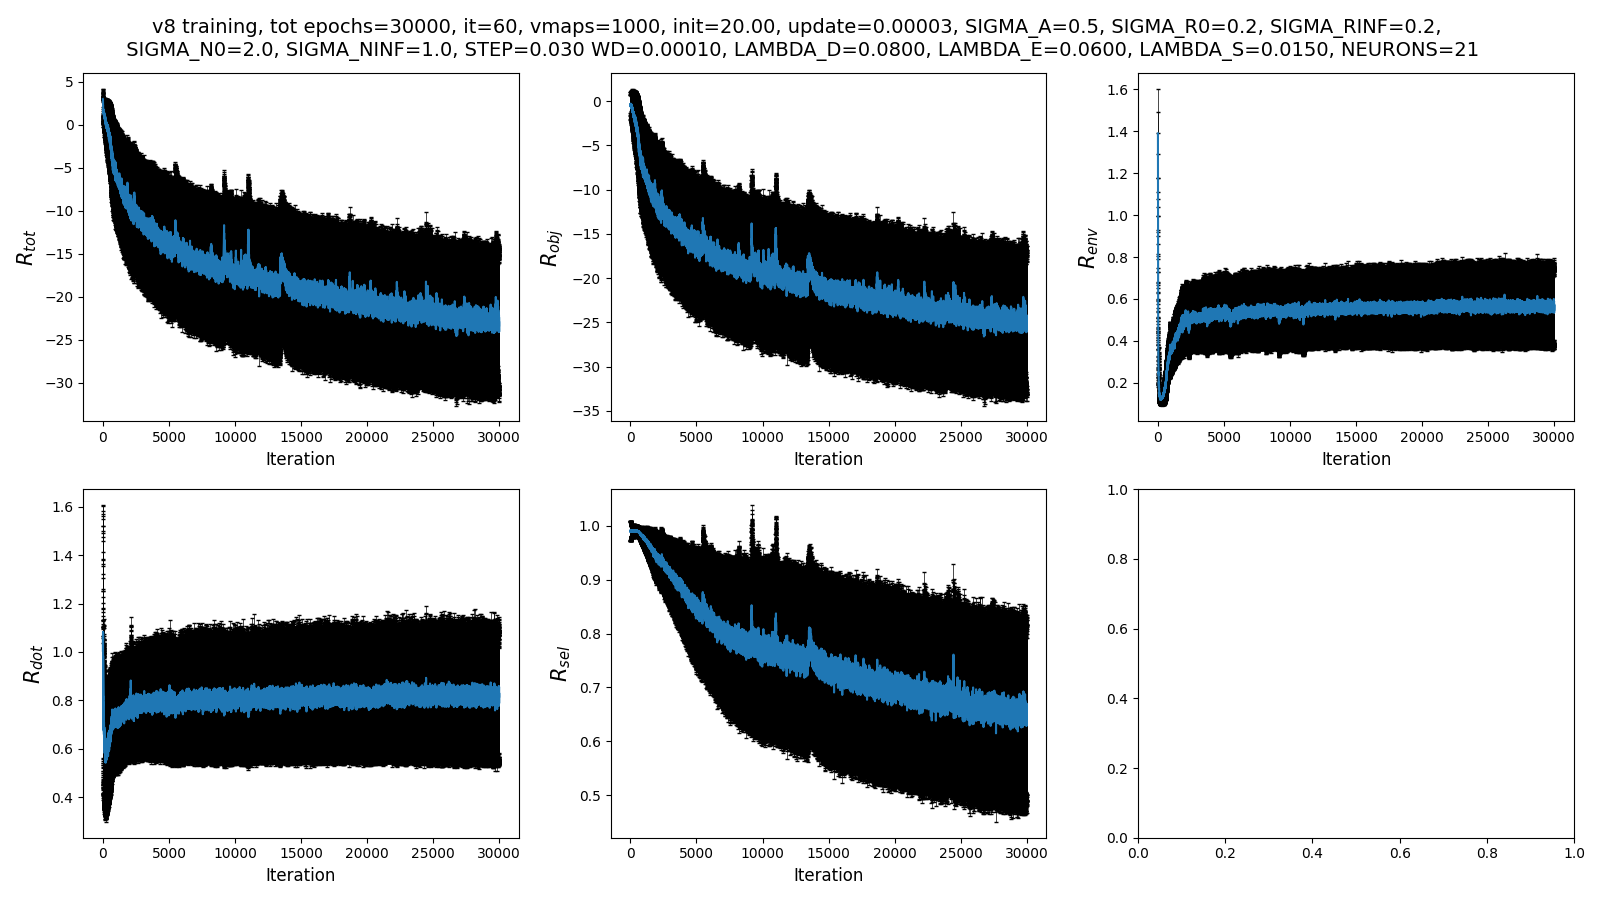 v8 training, tot epochs=30000, it=60, vmaps=1000, init=20.00, update=0.00003, SIGMA_A=0.5, SIGMA_R0=0.2, SIGMA_RINF=0.2,
SIGMA_N0=2.0, SIGMA_NINF=1.0, STEP=0.030 WD=0.00010, LAMBDA_D=0.0800, LAMBDA_E=0.0600, LAMBDA_S=0.0150, NEURONS=21
R_tot
5
0
−5
−10
−15
−20
−25
−30
0 5000 10000 15000 20000 25000 30000
Iteration
R_obj
0
−5
−10
−15
−20
−25
−30
−35
0 5000 10000 15000 20000 25000 30000
Iteration
R_env
1.6
1.4
1.2
1.0
0.8
0.6
0.4
0.2
0 5000 10000 15000 20000 25000 30000
Iteration
R_dot
1.6
1.4
1.2
1.0
0.8
0.6
0.4
0 5000 10000 15000 20000 25000 30000
Iteration
R_sel
1.0
0.9
0.8
0.7
0.6
0.5
0 5000 10000 15000 20000 25000 30000
Iteration
1.0
0.8
0.6
0.4
0.2
0.0
0.0 0.2 0.4 0.6 0.8 1.0